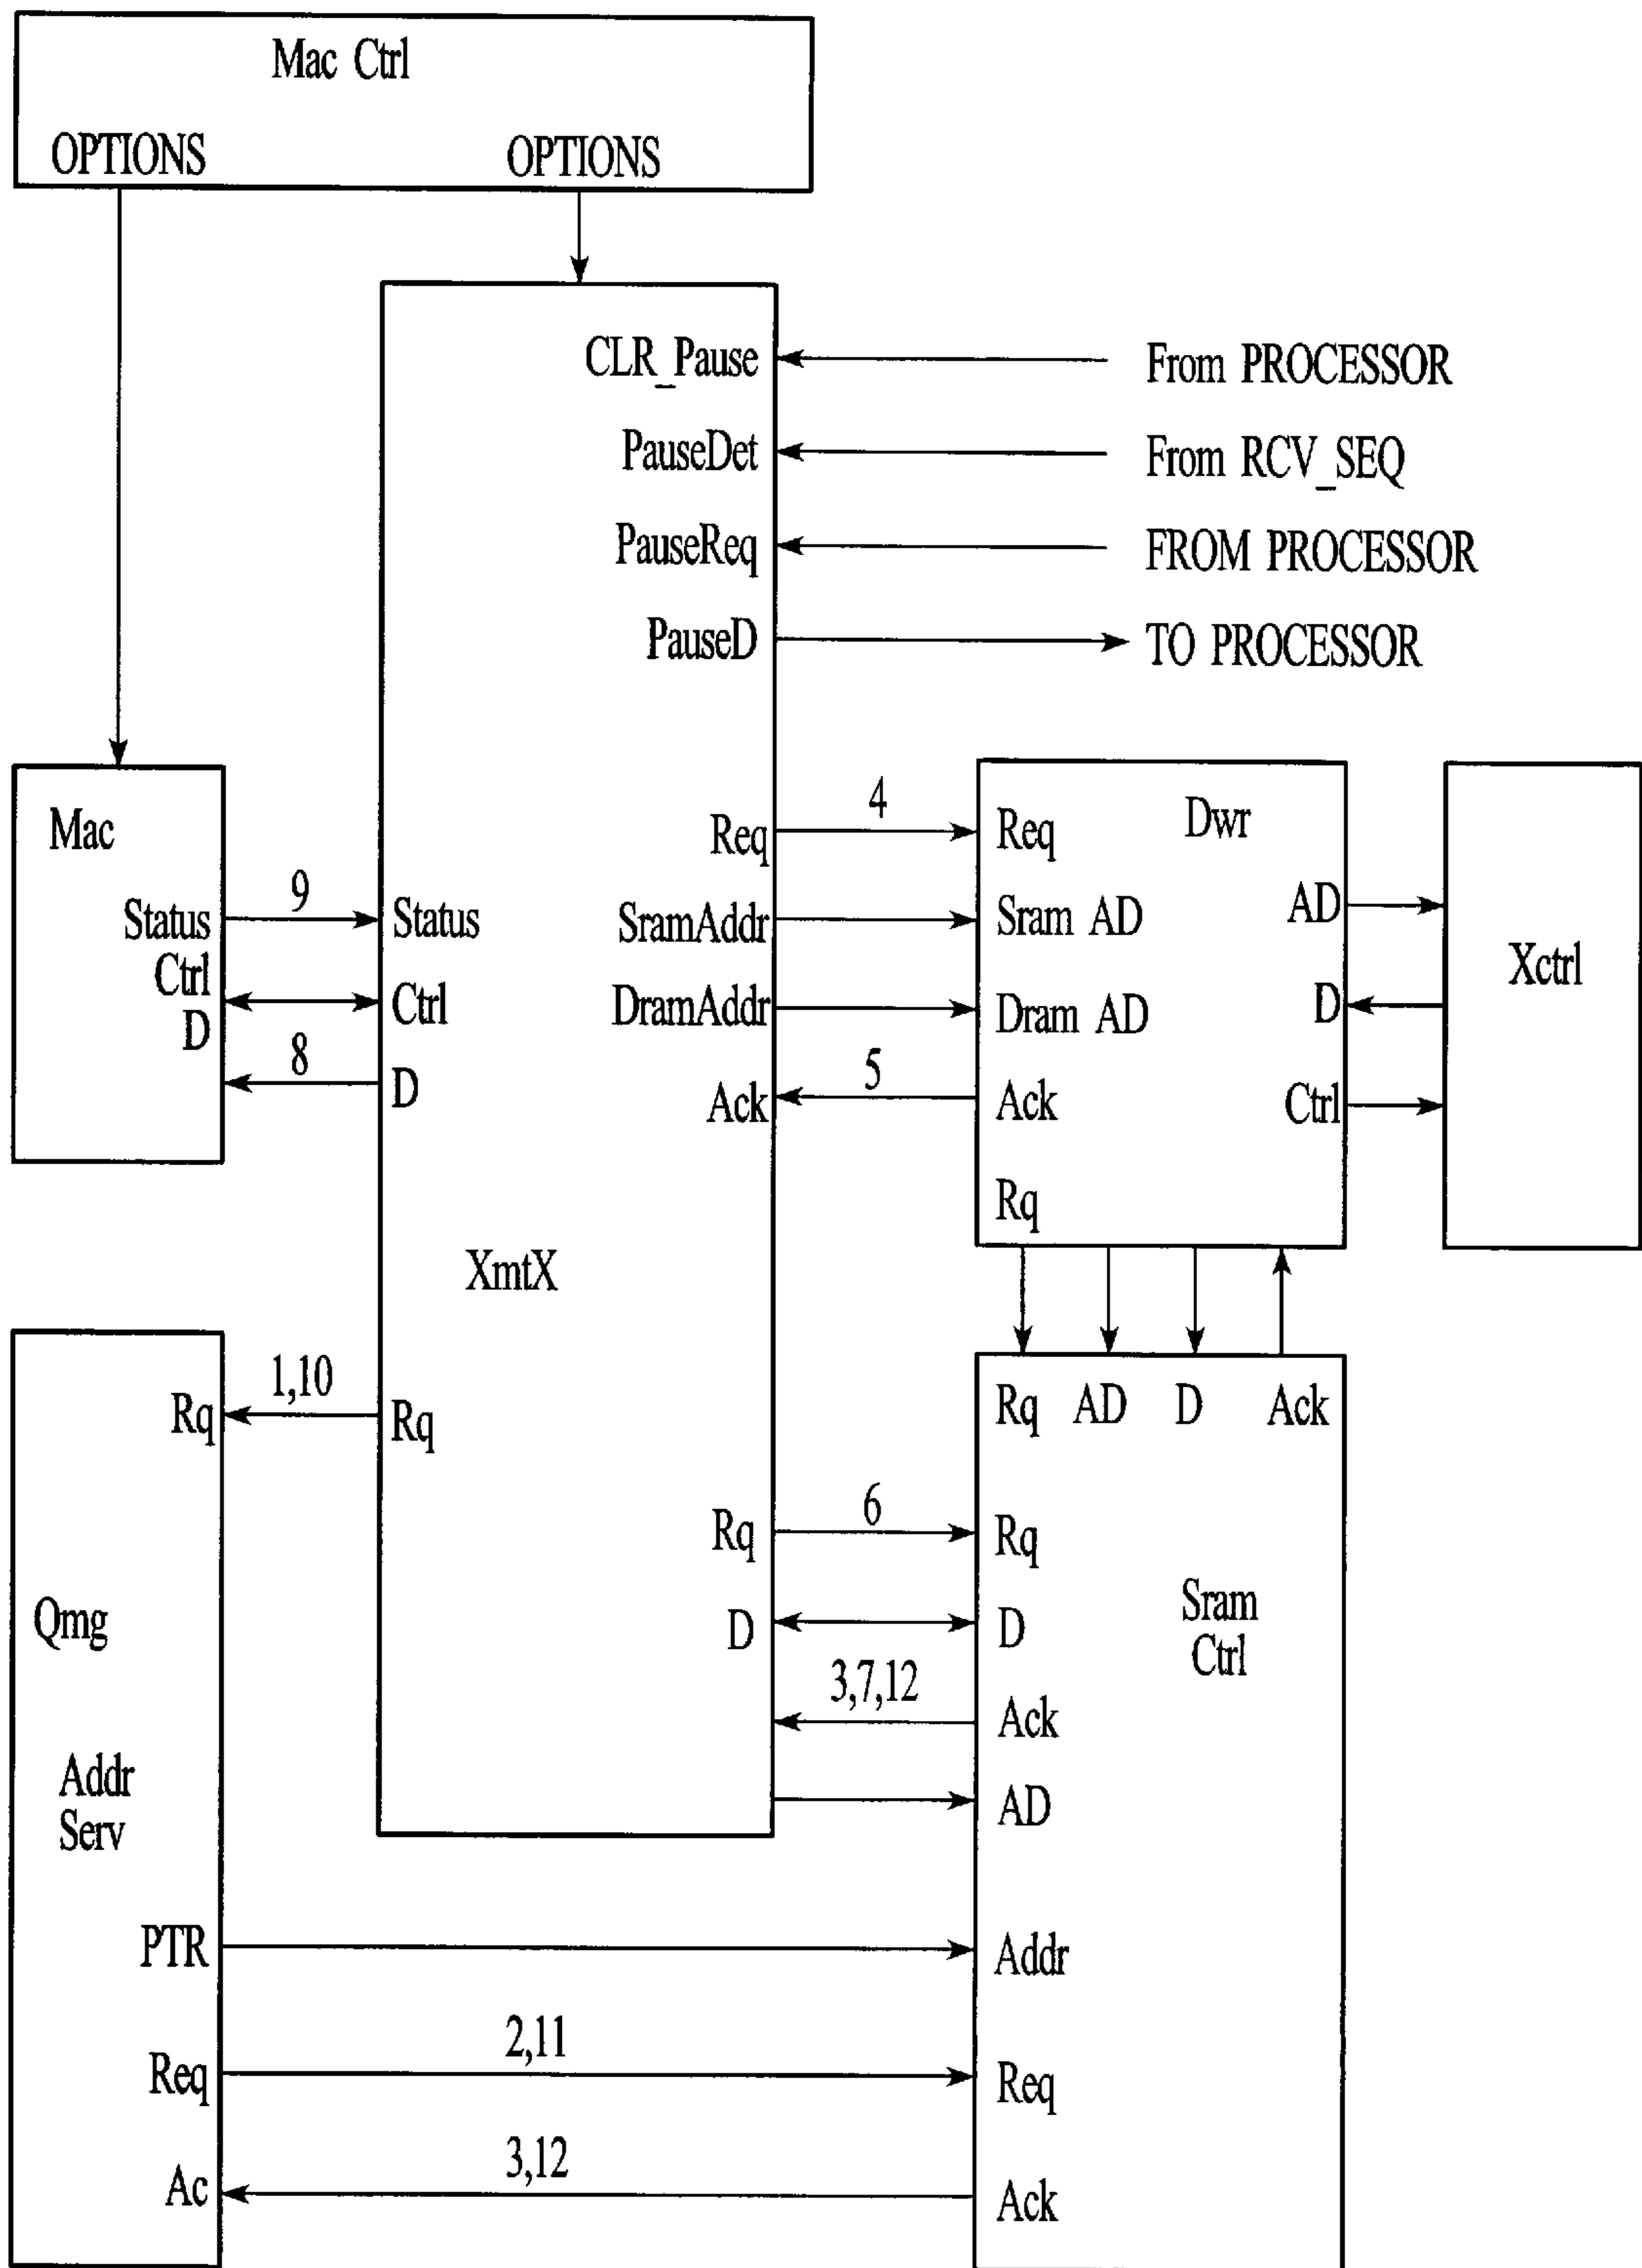 Mac Ctrl
OPTIONS OPTIONS
CLR_Pause From PROCESSOR
PauseDet From RCV_SEQ
PauseReq FROM PROCESSOR
PauseD TO PROCESSOR
Mac
Status
Ctrl
D
9
8
Status
Ctrl
D
Req
SramAddr
DramAddr
Ack
4
5
Dwr
Req
Sram AD
Dram AD
Ack
Rq
AD
D
Ctrl
Xctrl
XmtX
Rq
1,10
Rq
Qmg
Addr
Serv
PTR
Req
Ac
Rq
D
6
3,7,12
Rq AD D Ack
Rq
D
Ack
AD
Sram
Ctrl
Addr
2,11
Req
3,12
Ack